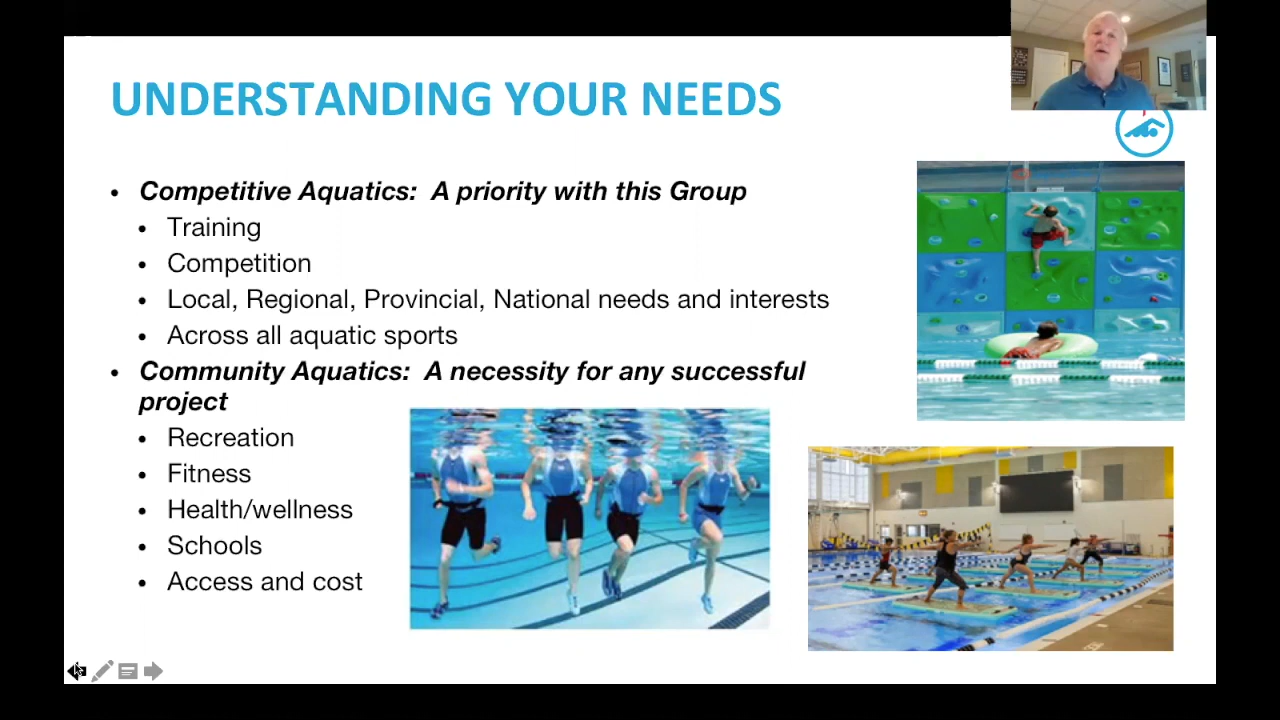 UNDERSTANDING YOUR NEEDS
• Competitive Aquatics:  A priority with this Group
• Training
• Competition
• Local, Regional, Provincial, National needs and interests
• Across all aquatic sports
• Community Aquatics:  A necessity for any successful
project
• Recreation
• Fitness
• Health/wellness
• Schools
• Access and cost